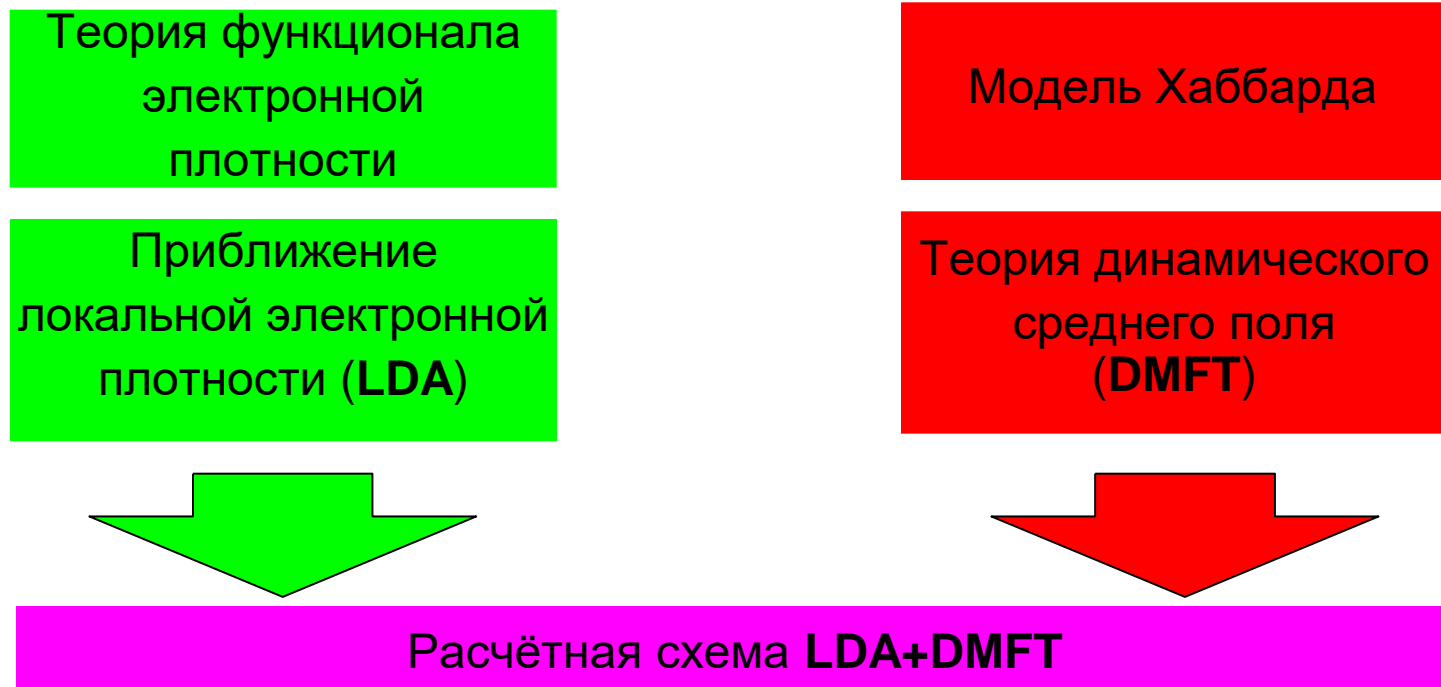 Теория функционала
электронной
плотности
Приближение
локальной электронной
плотности (LDA)
Модель Хаббарда
Теория динамического
среднего поля
(DMFT)
Расчётная схема LDA+DMFT